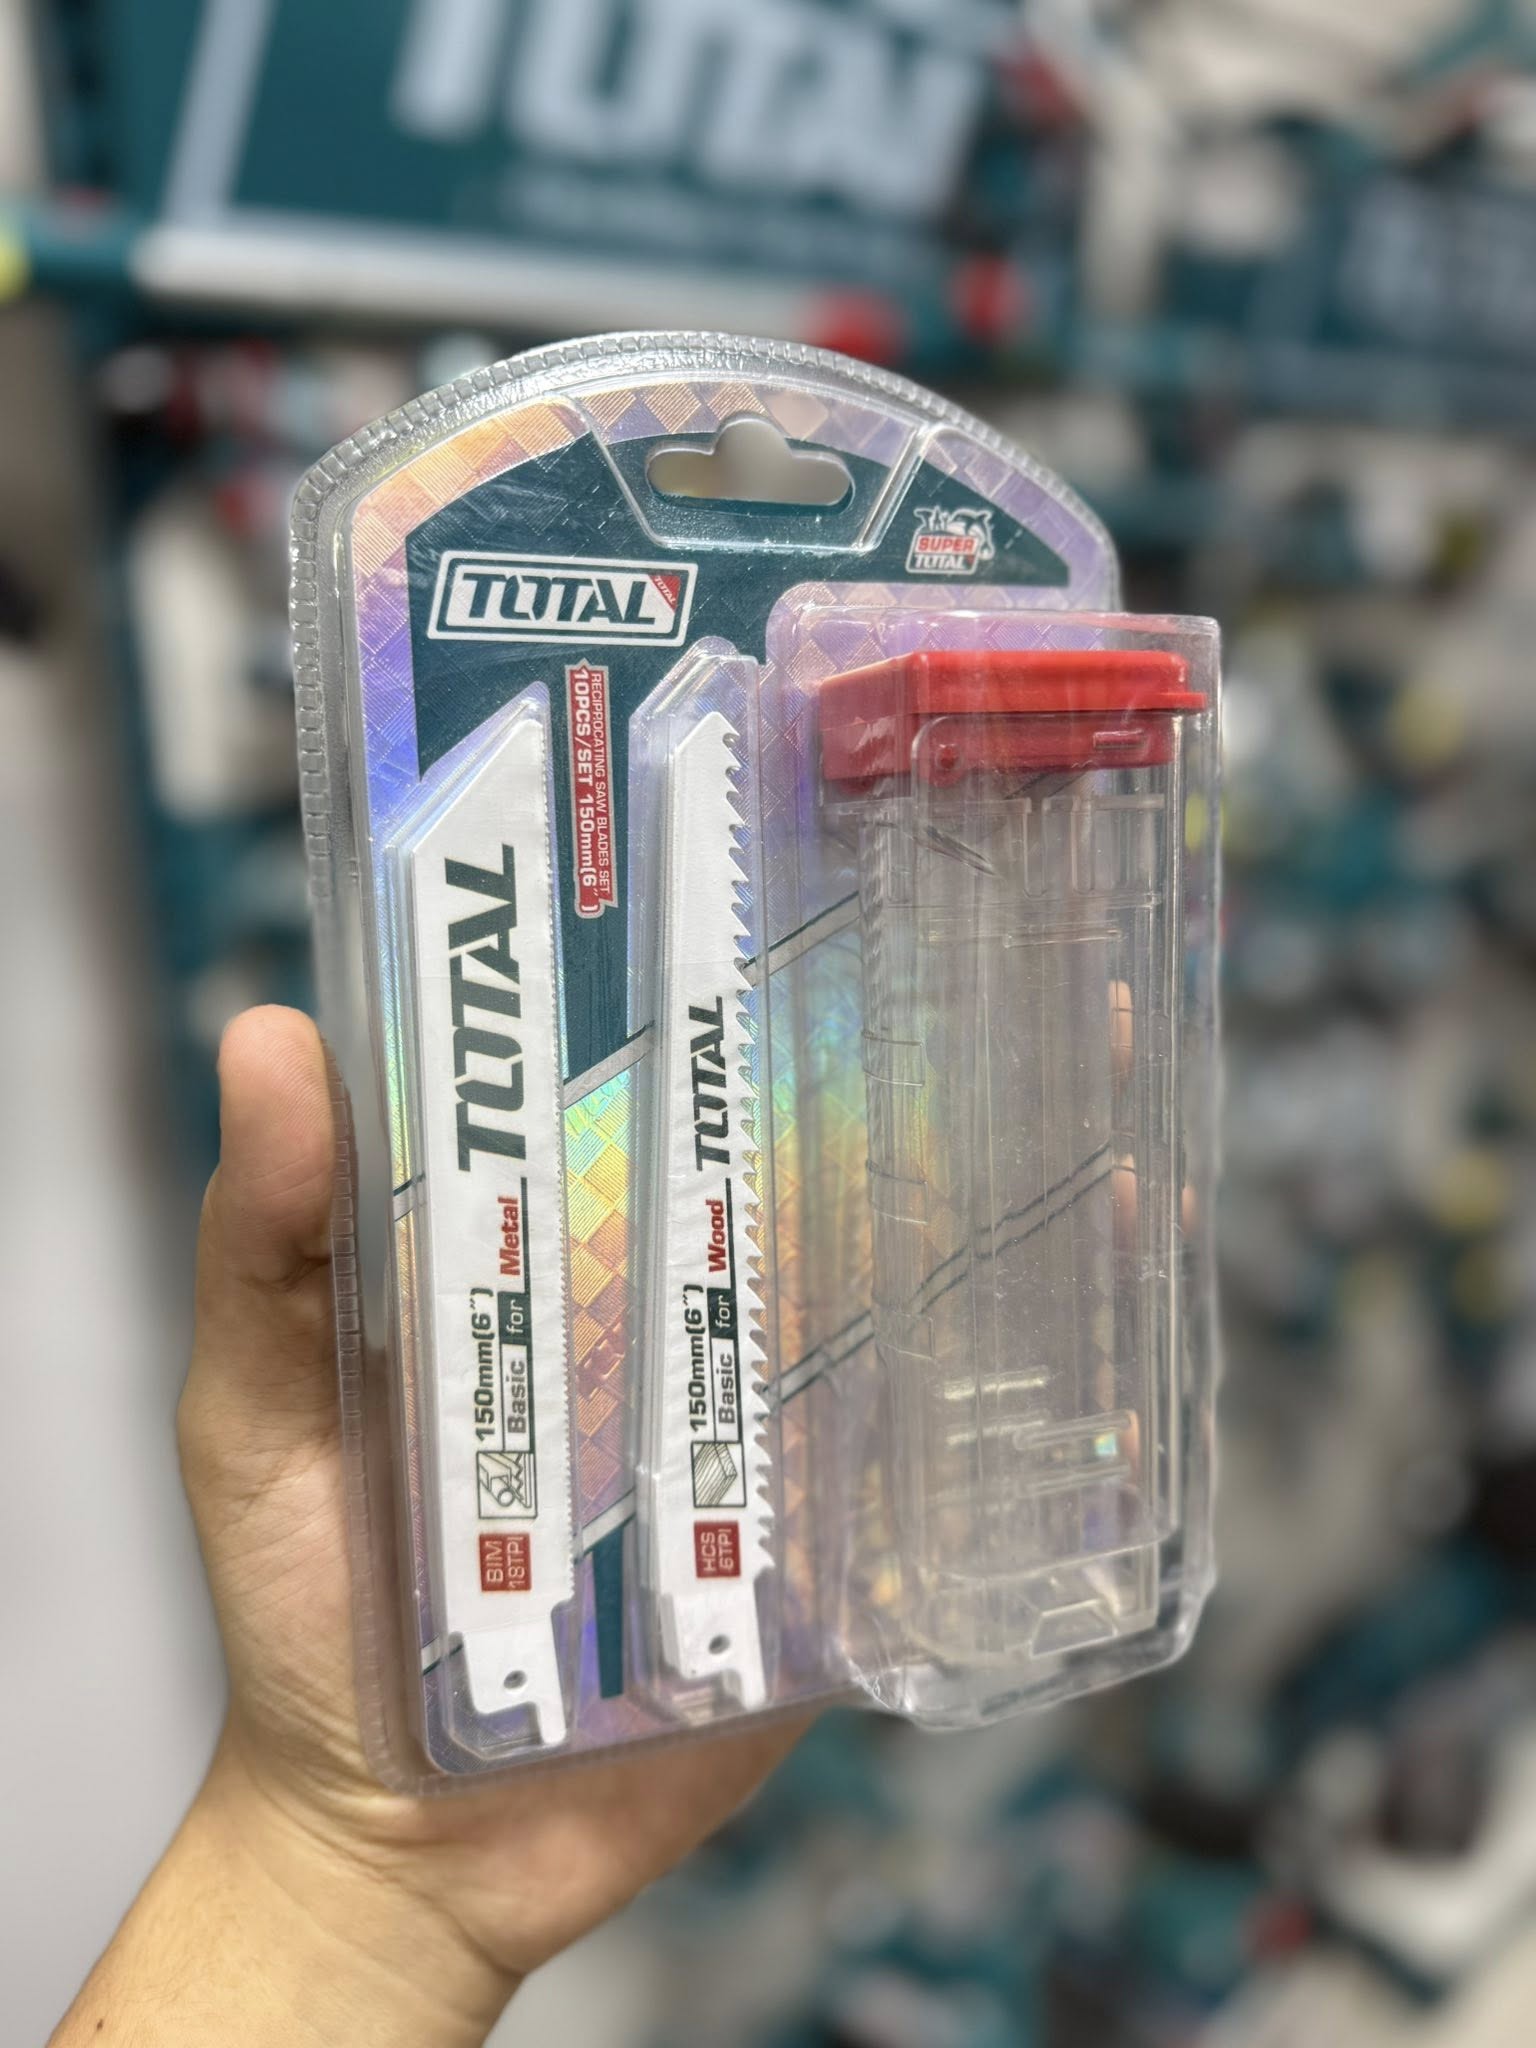 TOTAL
TOTAL
TOTAL
SUPER
TOTAL
RECIPROCATING SAW BLADES SET
10PCS/SET 150mm(6")
TOTAL
150mm(6")
Basic for Metal
BIM
18TPI
TOTAL
150mm(6")
Basic for Wood
HCS
6TPI